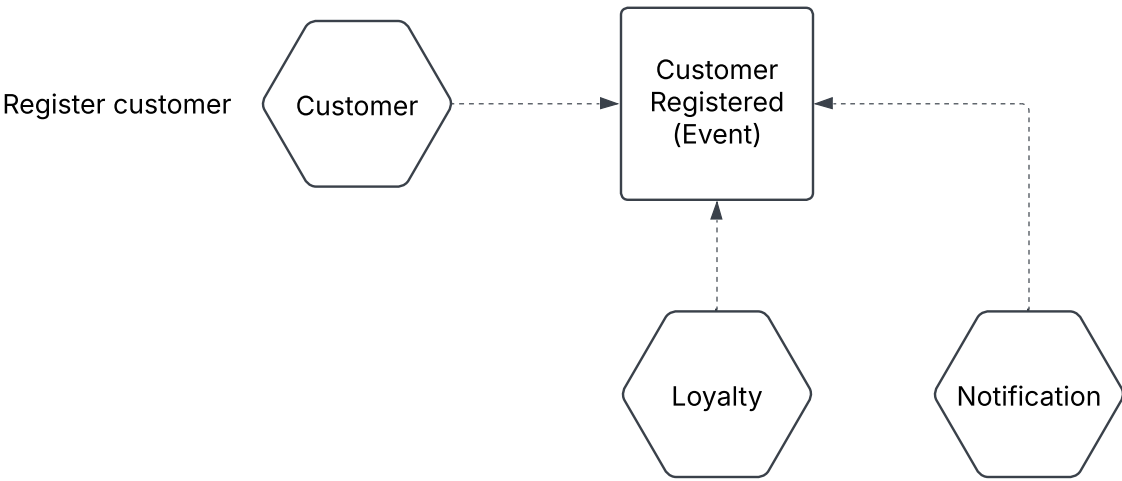 Register customer
Customer
Customer
Registered
(Event)
Loyalty
Notification